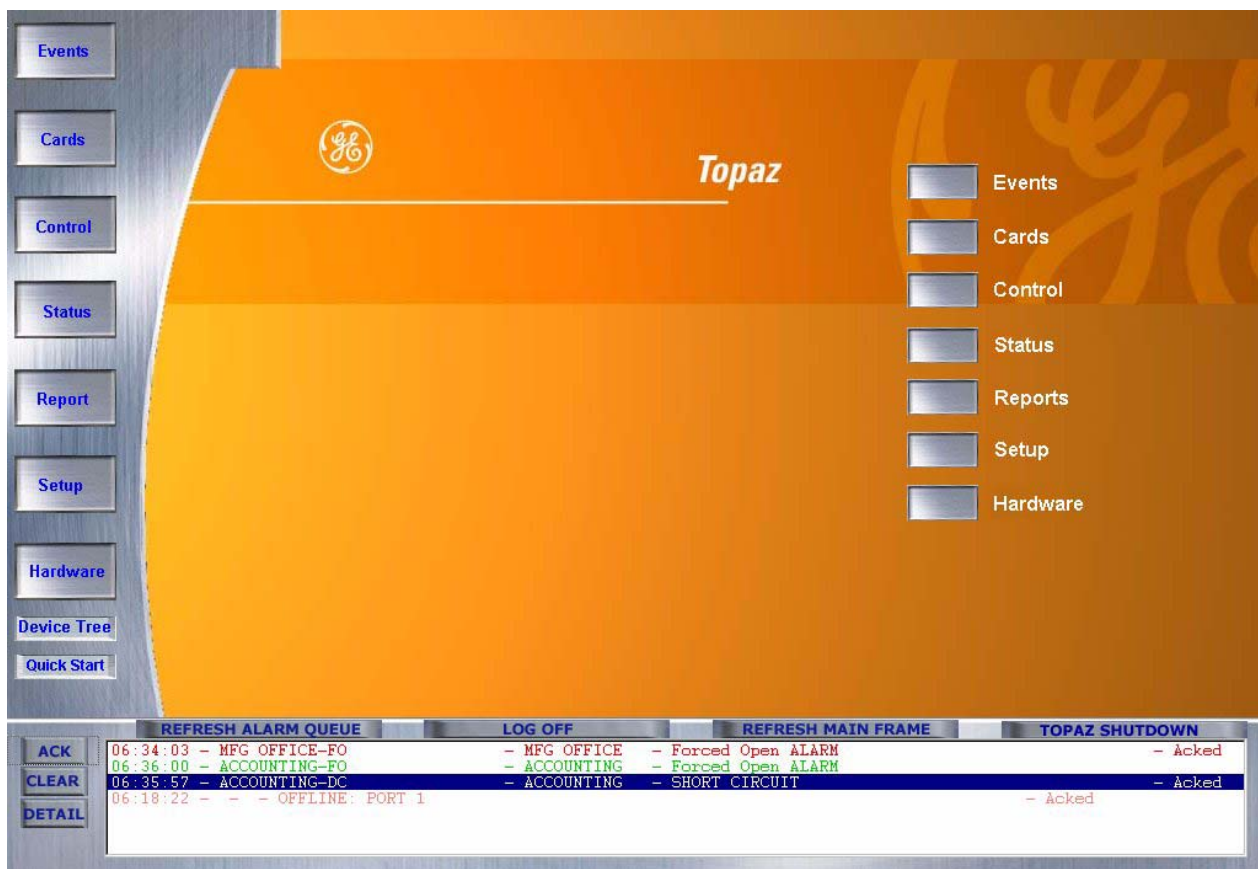 Events
Cards
Control
Status
Report
Setup
Hardware
Device Tree
Quick Start
GE
Topaz
Events
Cards
Control
Status
Reports
Setup
Hardware
REFRESH ALARM QUEUE LOG OFF REFRESH MAIN FRAME TOPAZ SHUTDOWN
ACK
CLEAR
DETAIL
06:34:03 - MFG OFFICE-FO - MFG OFFICE - Forced Open ALARM - Acked
06:36:00 - ACCOUNTING-FO - ACCOUNTING - Forced Open ALARM
06:35:57 - ACCOUNTING-DC - ACCOUNTING - SHORT CIRCUIT - Acked
06:18:22 - - - OFFLINE: PORT 1 - Acked